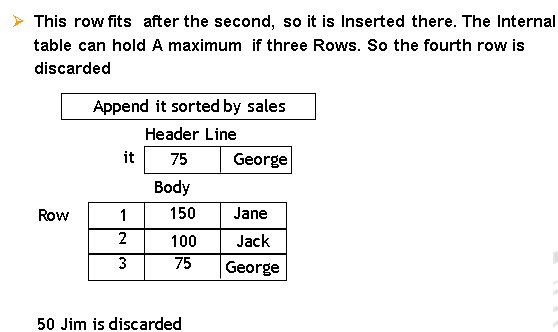 This row fits after the second, so it is Inserted there. The Internal
table can hold A maximum if three Rows. So the fourth row is
discarded
Append it sorted by sales
Header Line
it 75 George
Body
Row 1 150 Jane
2 100 Jack
3 75 George
50 Jim is discarded